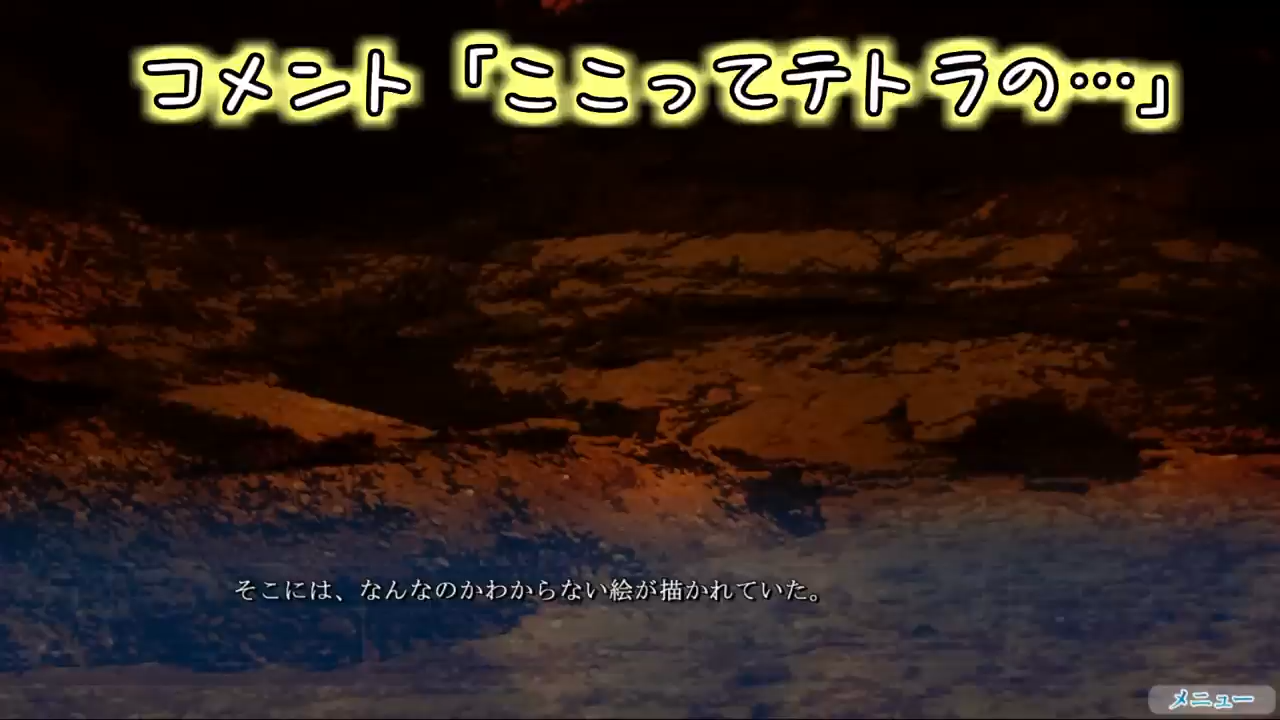 コメント「ここってテトラの…」
そこには、なんなのかわからない絵が描かれていた。
メニュー